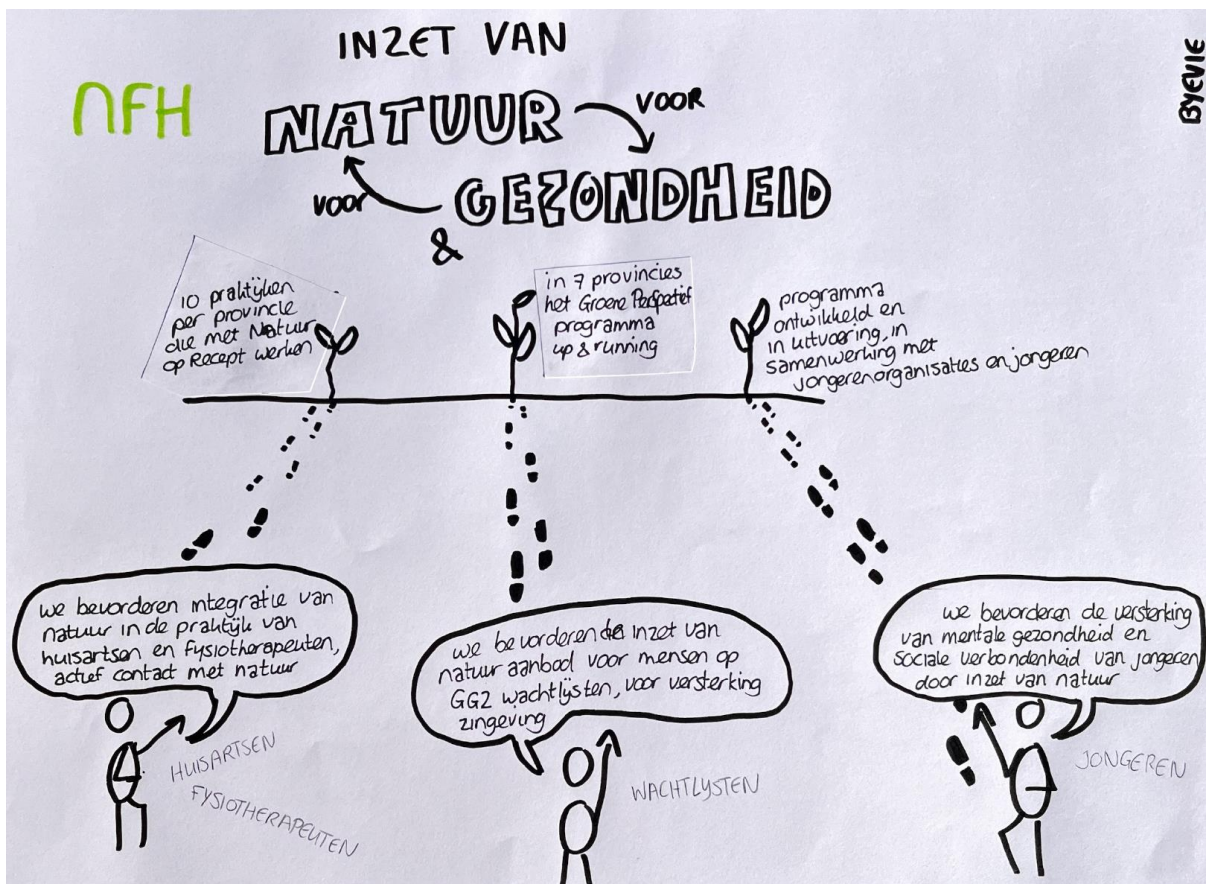 INZET VAN
NFH
NATUUR VOOR
voor GEZONDHEID
&
BYEVIE
10 praktijken
per provincie
die met Natuur
op Recept werken
in 7 provincies
het Groene Perspectief
programma
up & running
programma
ontwikkeld en
in uitvoering, in
samenwerking met
jongerenorganisaties en jongeren
we bevorderen integratie van
natuur in de praktijk van
huisartsen en fysiotherapeuten,
actief contact met natuur
HUISARTSEN
FYSIOTHERAPEUTEN
we bevorderen de inzet van
natuur aanbod voor mensen op
GGZ wachtlijsten, voor versterking
zingeving
WACHTLIJSTEN
we bevorderen de versterking
van mentale gezondheid en
sociale verbondenheid van jongeren
door inzet van natuur
JONGEREN